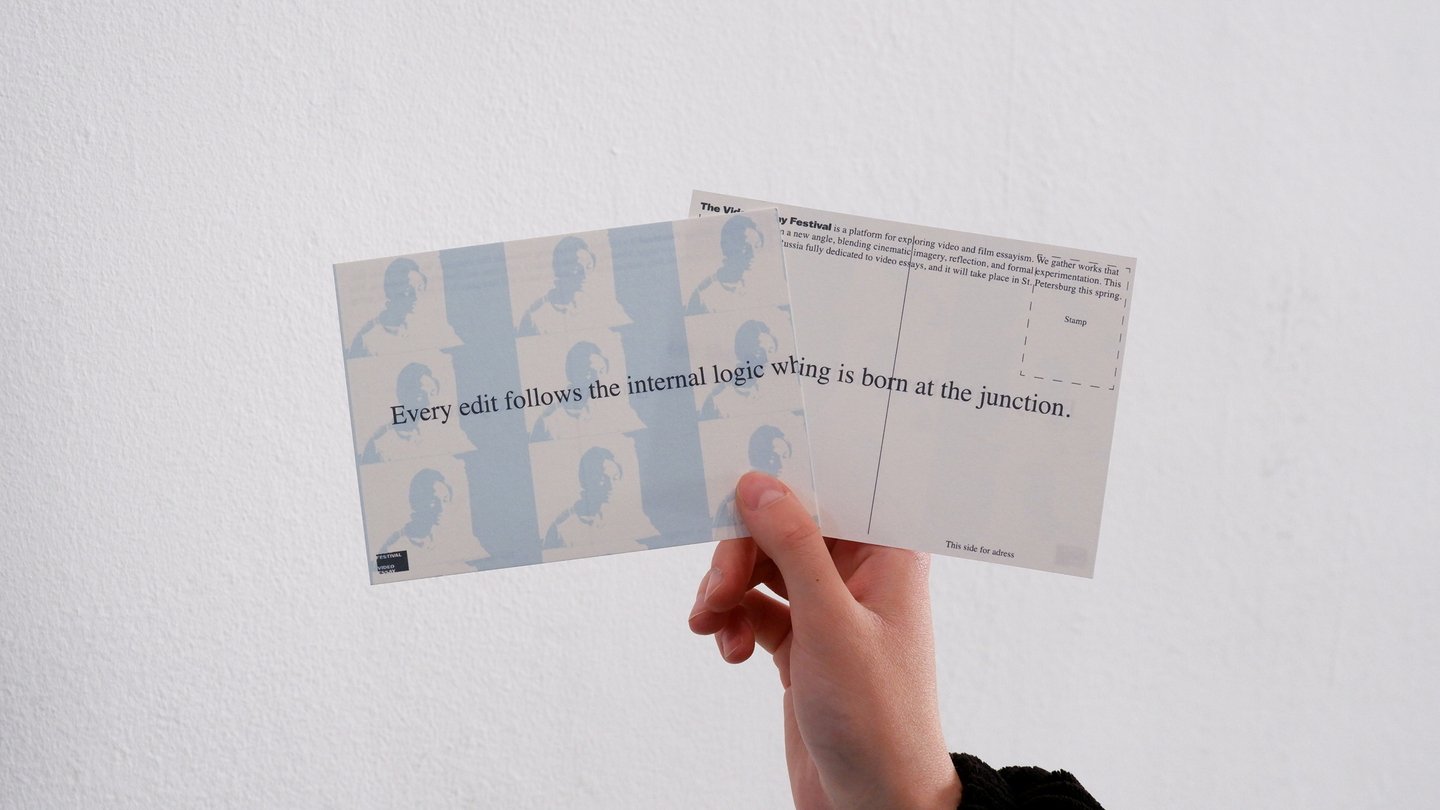 Every edit follows the internal logic
ing is born at the junction.
FESTIVAL
VIDEO
The Festival is a platform for exploring video and film essayism. We gather works that
a new angle, blending cinematic imagery, reflection, and formal experimentation. This
fully dedicated to video essays, and it will take place in St. Petersburg this spring.
Stamp
This side for adress